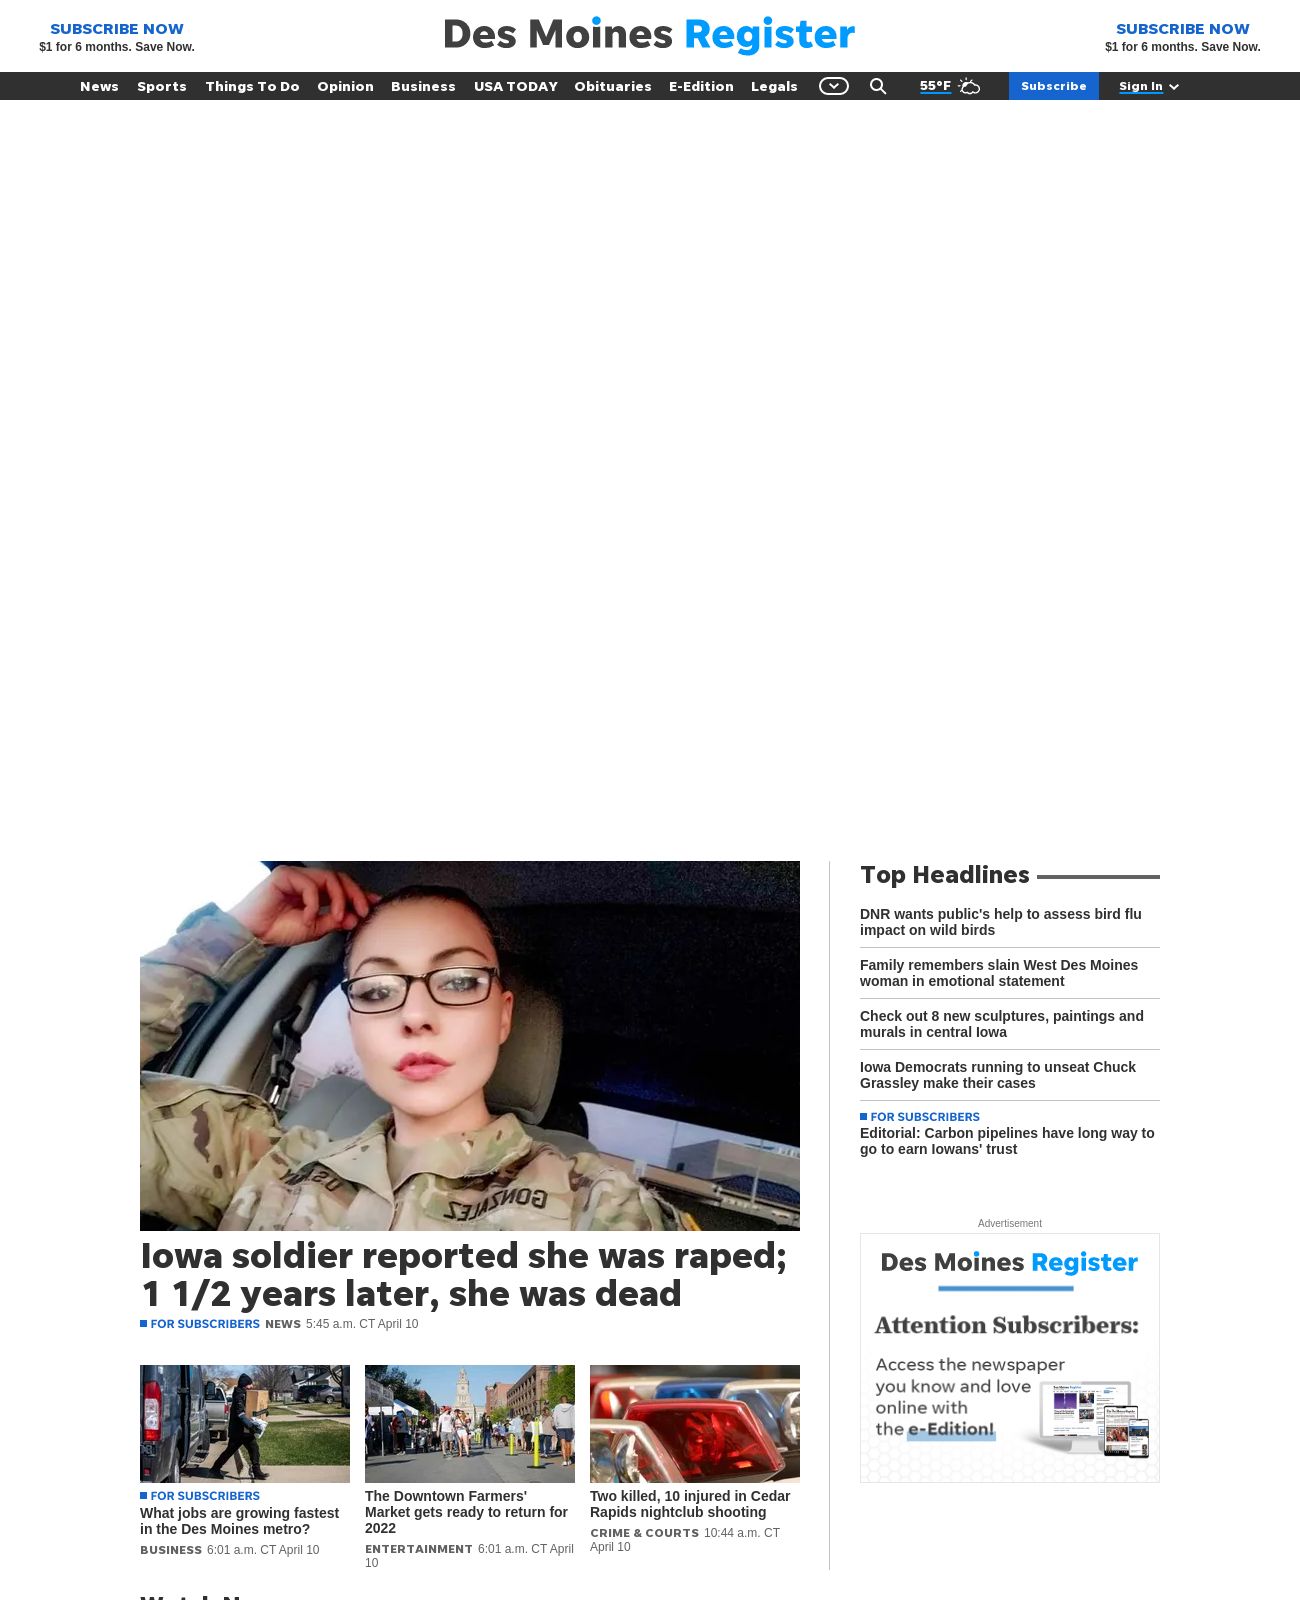 SUBSCRIBE NOW
$1 for 6 months. Save Now.
Des Moines Register
SUBSCRIBE NOW
$1 for 6 months. Save Now.
News Sports Things To Do Opinion Business USA TODAY Obituaries E-Edition Legals 55°F Subscribe Sign In
GONZALEZ
Iowa soldier reported she was raped;
1 1/2 years later, she was dead
FOR SUBSCRIBERS NEWS 5:45 a.m. CT April 10
FOR SUBSCRIBERS
What jobs are growing fastest
in the Des Moines metro?
BUSINESS 6:01 a.m. CT April 10
The Downtown Farmers'
Market gets ready to return for
2022
ENTERTAINMENT 6:01 a.m. CT April
10
Two killed, 10 injured in Cedar
Rapids nightclub shooting
CRIME & COURTS 10:44 a.m. CT
April 10
Top Headlines
DNR wants public's help to assess bird flu
impact on wild birds
Family remembers slain West Des Moines
woman in emotional statement
Check out 8 new sculptures, paintings and
murals in central Iowa
Iowa Democrats running to unseat Chuck
Grassley make their cases
FOR SUBSCRIBERS
Editorial: Carbon pipelines have long way to
go to earn Iowans' trust
Advertisement
Des Moines Register
Attention Subscribers:
Access the newspaper
you know and love
online with
the e-Edition!